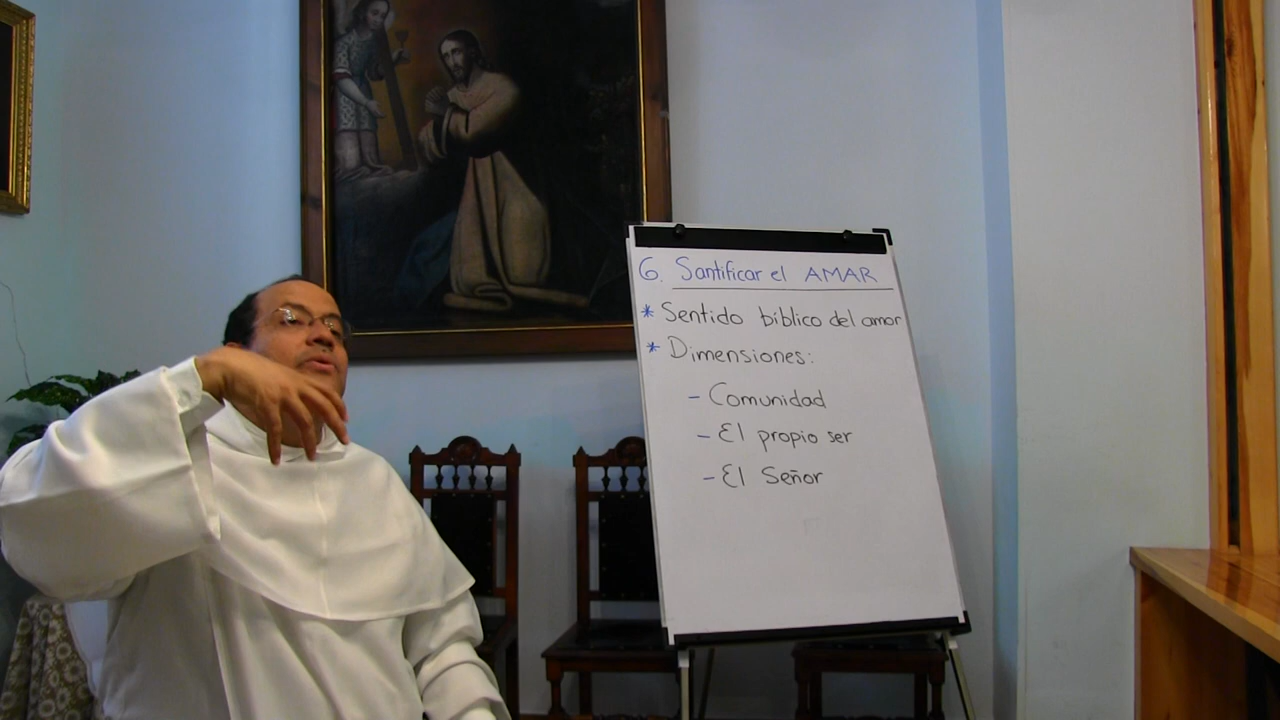 6. Santificar el AMAR
* Sentido bíblico del amor
* Dimensiones:
- Comunidad
- El propio ser
- El Señor